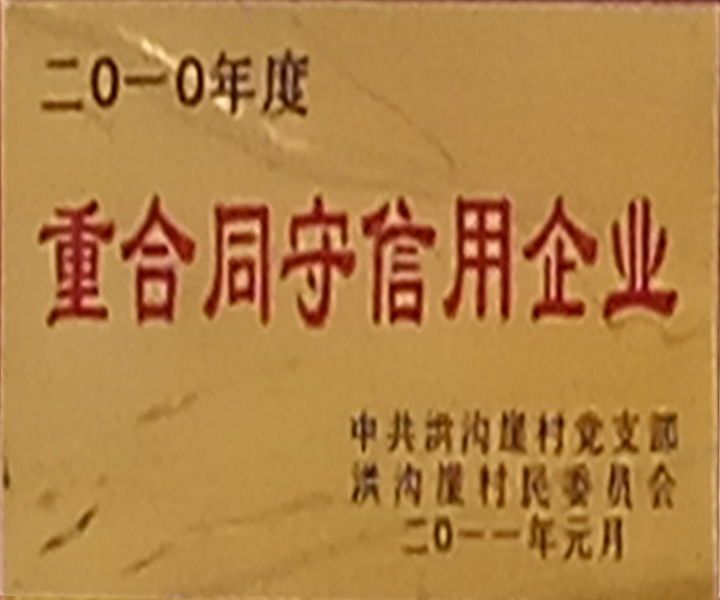 二0一0年度
重合同守信用企业
中共洪沟崖村党支部
洪沟崖村民委员会
二0一一年元月